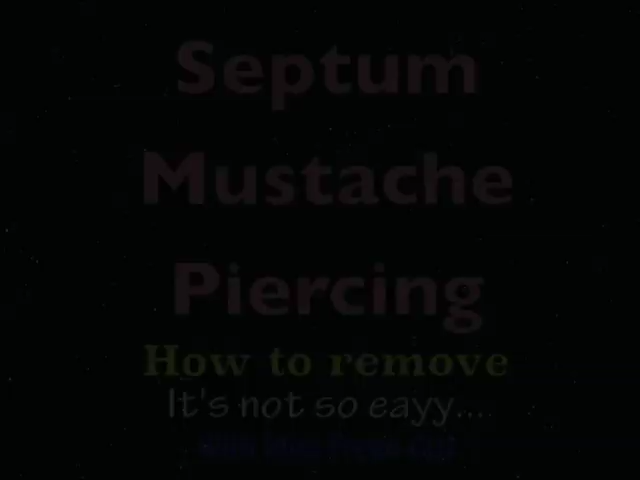 Septum
Mustache
Piercing
How to remove
It's not so eayy....